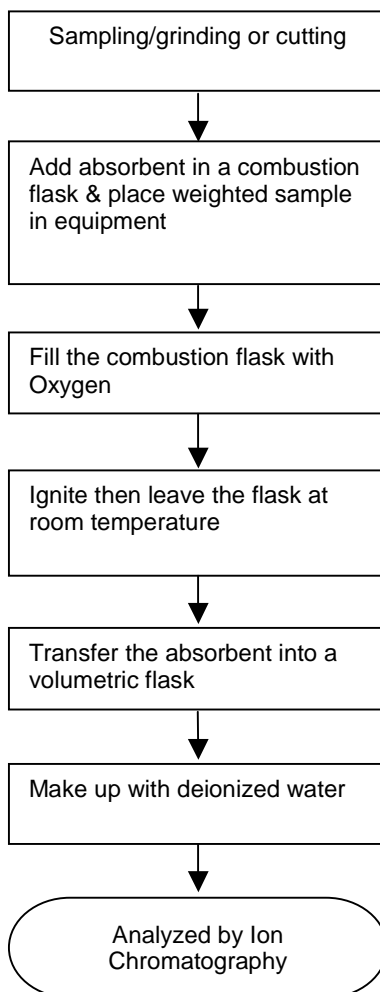 Sampling/grinding or cutting
Add absorbent in a combustion
flask & place weighted sample
in equipment
Fill the combustion flask with
Oxygen
Ignite then leave the flask at
room temperature
Transfer the absorbent into a
volumetric flask
Make up with deionized water
Analyzed by Ion
Chromatography